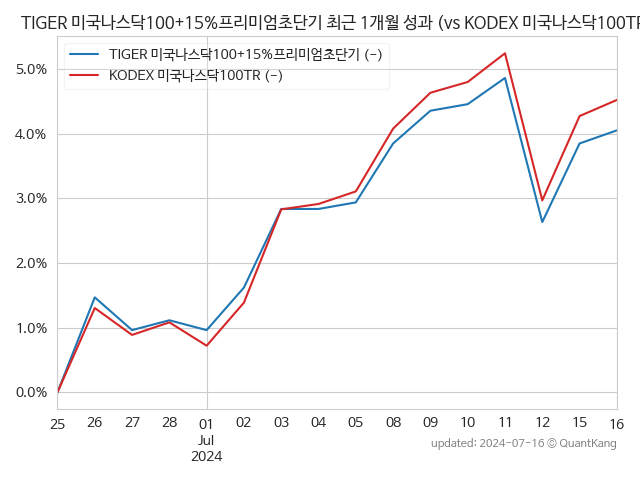 TIGER 미국나스닥100+15%프리미엄초단기 최근 1개월 성과 (vs KODEX 미국나스닥100TR
TIGER 미국나스닥100+15%프리미엄초단기 (-)
KODEX 미국나스닥100TR (-)
5.0%
4.0%
3.0%
2.0%
1.0%
0.0%
25 26 27 28 01 02 03 04 05 08 09 10 11 12 15 16
Jul
2024
updated: 2024-07-16 © QuantKang